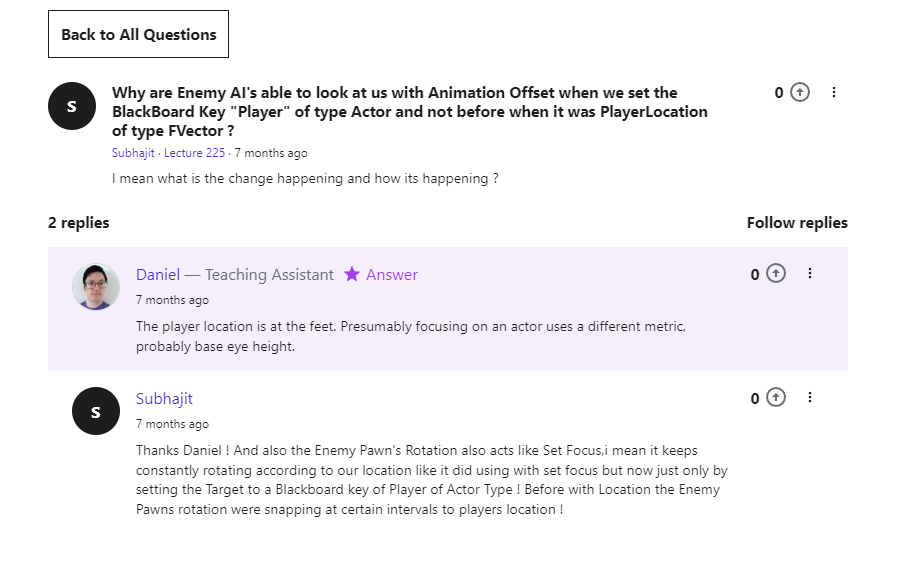 Back to All Questions
S
Why are Enemy AI's able to look at us with Animation Offset when we set the
BlackBoard Key "Player" of type Actor and not before when it was PlayerLocation
of type FVector ?
0
Subhajit · Lecture 225 · 7 months ago
I mean what is the change happening and how its happening ?
2 replies
Follow replies
Daniel — Teaching Assistant ★ Answer
0
7 months ago
The player location is at the feet. Presumably focusing on an actor uses a different metric,
probably base eye height.
S
Subhajit
0
7 months ago
Thanks Daniel ! And also the Enemy Pawn's Rotation also acts like Set Focus,i mean it keeps
constantly rotating according to our location like it did using with set focus but now just only by
setting the Target to a Blackboard key of Player of Actor Type ! Before with Location the Enemy
Pawns rotation were snapping at certain intervals to players location !